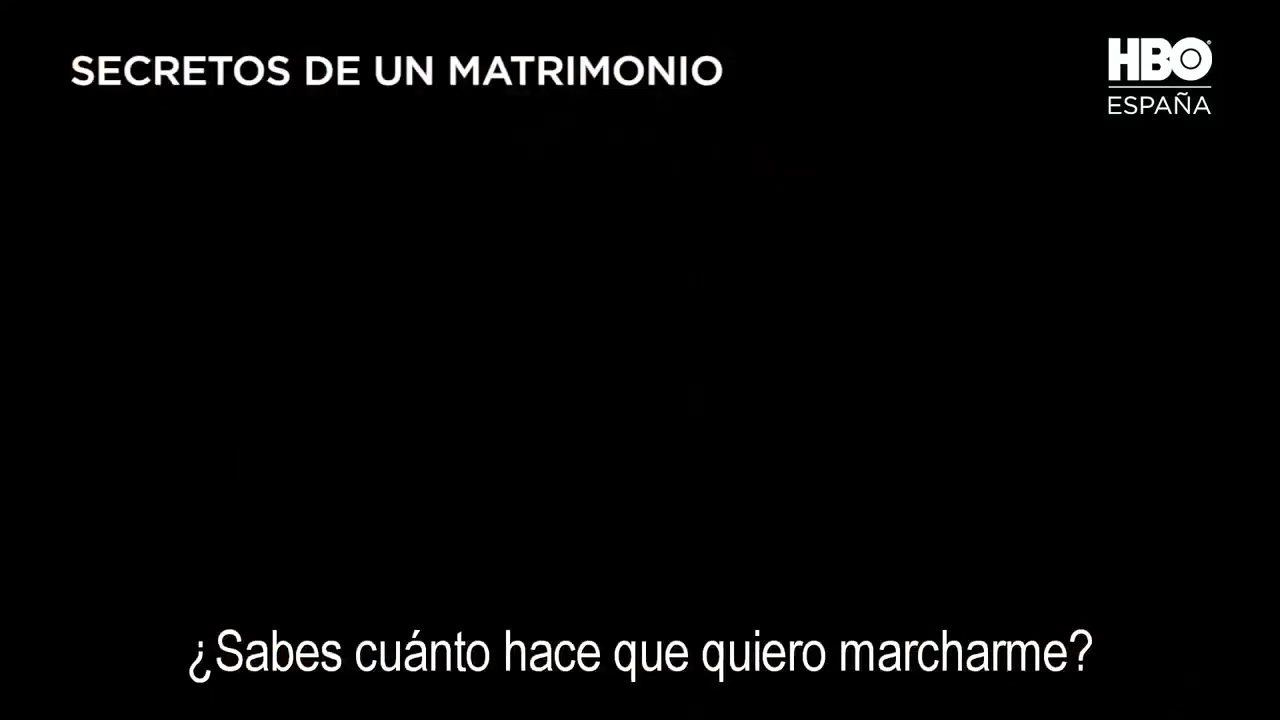 SECRETOS DE UN MATRIMONIO
HBO
ESPAÑA
¿Sabes cuánto hace que quiero marcharme?